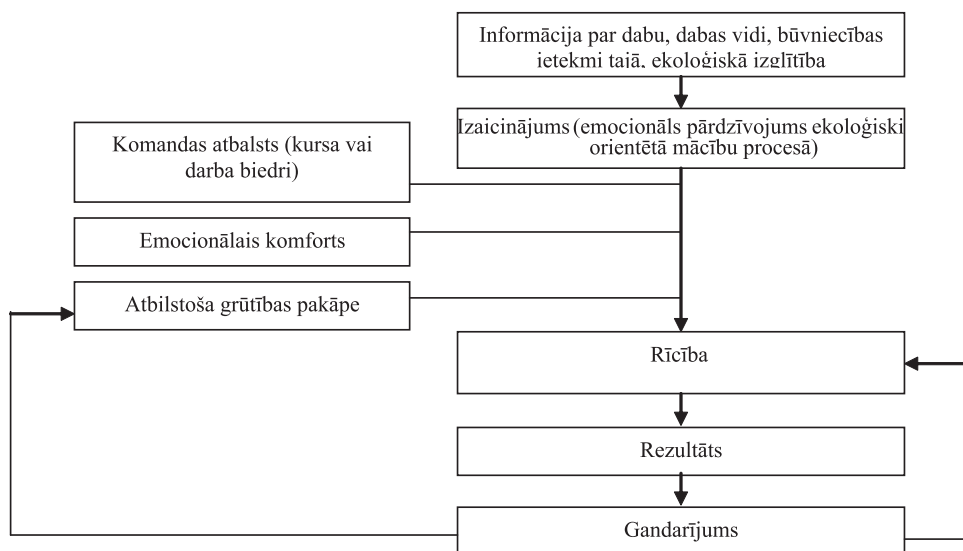 Informācija par dabu, dabas vidi, būvniecības
ietekmi tajā, ekoloģiskā izglītība
Izaicinājums (emocionāls pārdzīvojums ekoloģiski
orientētā mācību procesā)
Komandas atbalsts (kursa vai
darba biedri)
Emocionālais komforts
Atbilstoša grūtības pakāpe
Rīcība
Rezultāts
Gandarījums